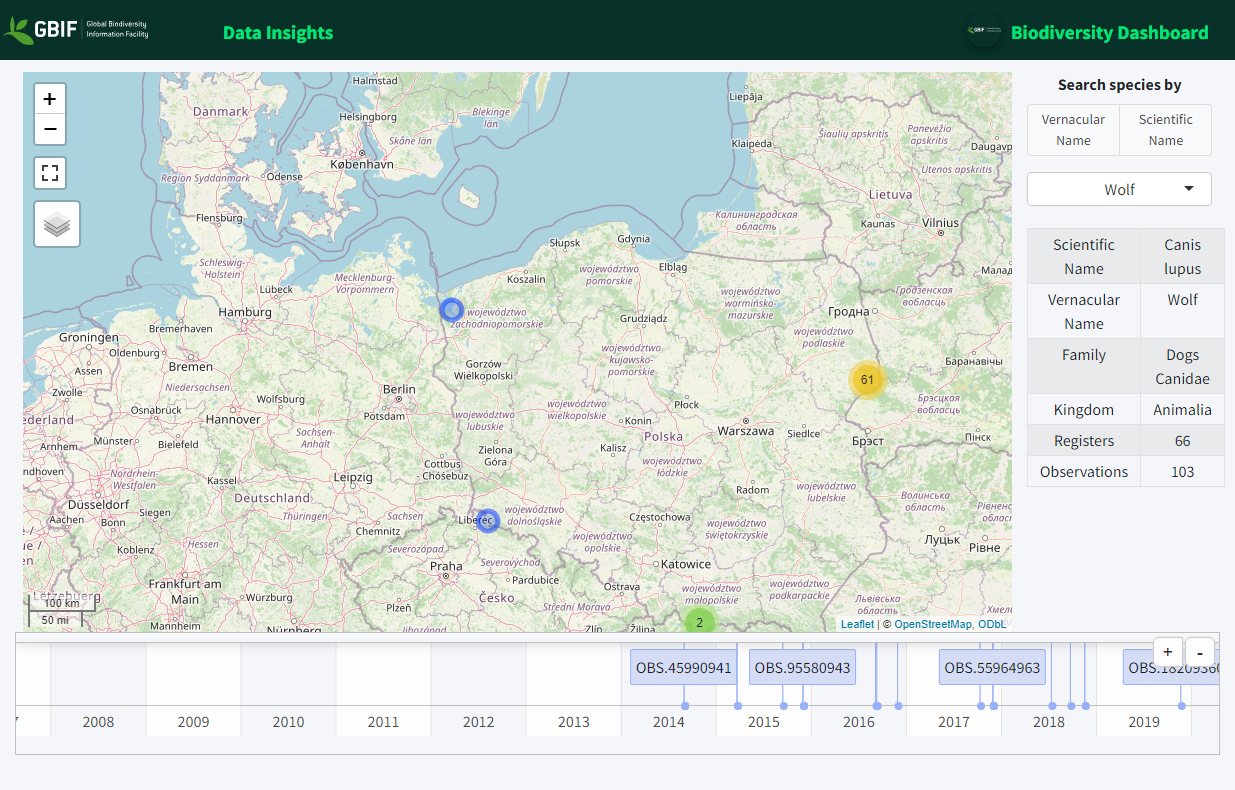 GBIF
Global Biodiversity
Information Facility
Data Insights
Biodiversity Dashboard
+
−
Halmstad
Danmark
Helsingborg
Blekinge
län
Skåne län
København
Region Syddanmark
Odense
Flensburg
Liepāja
Klaipėda
Šiaulių apskritis
Panevėžio
apskritis
Daugavp
Utenos apskritis
Lietuva
Калининградская
область
Kaunas
Vilnius
Słupsk
Gdynia
Schleswig-
Holstein
Mecklenburg-
Vorpommern
Koszalin
województwo
pomorskie
Elbląg
Малад
Lübeck
Hamburg
województwo
zachodniopomorskie
Grudziądz
województwo
warmińsko-
mazurskie
Гродзенская
вобласць
Гродна
Bremerhaven
Groningen
Oldenburg
Bremen
Assen
województwo
kujawsko-
pomorskie
województwo
podlaskie
Баранавічы
Gorzów
Wielkopolski
61
Zwolle
Niedersachsen
Wolfsburg
Berlin
Osnabrück
Hannover
Potsdam
województwo
lubuskie
województwo
wielkopolskie
Płock
Konin
Брэсцкая
вобласць
ederland
Arnhem
Münster
Bielefeld
Sachsen-
Anhalt
Polska
Warszawa
Siedlce
Брэст
Пінск
Zielona
Góra
Kalisz
województwo
łódzkie
ndhoven
Nordrhein-
Westfalen
Kassel
Leipzig
Cottbus
- Chóśebuz
Deutschland
Radom
województwo
lubelskie
Волинська
область
Düsseldorf
Siegen
Aachen
Bonn
Thüringen
Sachsen
Chemnitz
Liberec
województwo
dolnośląskie
Częstochowa
województwo
świętokrzyskie
Луцьк
Рівне
Koblenz
Hessen
Severozápad
województwo
opolskie
Praha
Severovýchod
Katowice
Frankfurt am
Main
Pardubice
Ostrava
województwo
małopolskie
województwo
podkarpackie
Львівська
область
Lëtzebuerg
Würzburg
Plzeň
Česko
Střední Morava
Mannheim
Nürnberg
Jihozápad
Zlín
Žilina
2
100 km
50 mi
Leaflet | © OpenStreetMap, ODbL
Search species by
Vernacular
Name
Scientific
Name
Wolf
Scientific
Name
Canis
lupus
Vernacular
Name
Wolf
Family
Dogs
Canidae
Kingdom
Animalia
Registers
66
Observations
103
+
-
OBS.45990941
OBS.95580943
OBS.55964963
2008
2009
2010
2011
2012
2013
2014
2015
2016
2017
2018
2019